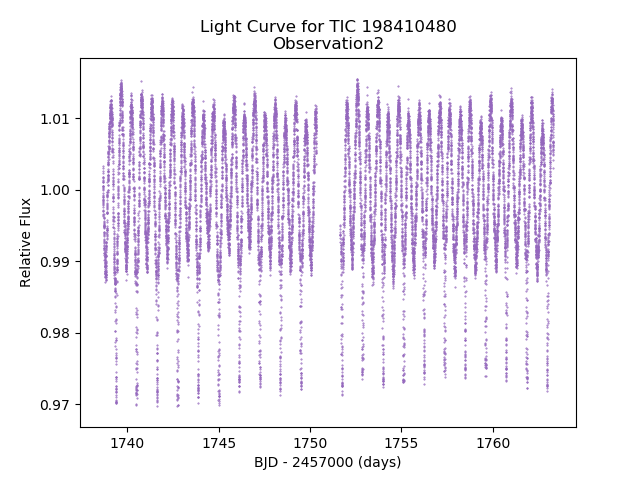 Light Curve for TIC 198410480
Observation2
1.01
1.00
0.99
0.98
0.97
Relative Flux
1740
1745
1750
1755
1760
BJD - 2457000 (days)